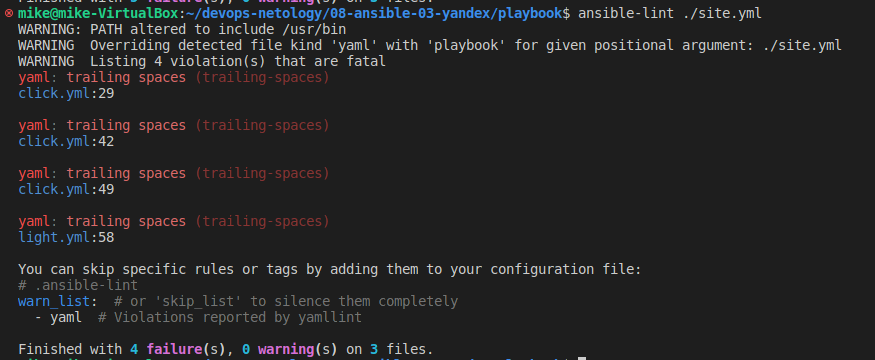 mike@mike-VirtualBox:~/devops-netology/08-ansible-03-yandex/playbook$ ansible-lint ./site.yml
WARNING: PATH altered to include /usr/bin
WARNING  Overriding detected file kind 'yaml' with 'playbook' for given positional argument: ./site.yml
WARNING  Listing 4 violation(s) that are fatal
yaml: trailing spaces (trailing-spaces)
click.yml:29

yaml: trailing spaces (trailing-spaces)
click.yml:42

yaml: trailing spaces (trailing-spaces)
click.yml:49

yaml: trailing spaces (trailing-spaces)
light.yml:58

You can skip specific rules or tags by adding them to your configuration file:
# .ansible-lint
warn_list:  # or 'skip_list' to silence them completely
  - yaml  # Violations reported by yamllint

Finished with 4 failure(s), 0 warning(s) on 3 files.